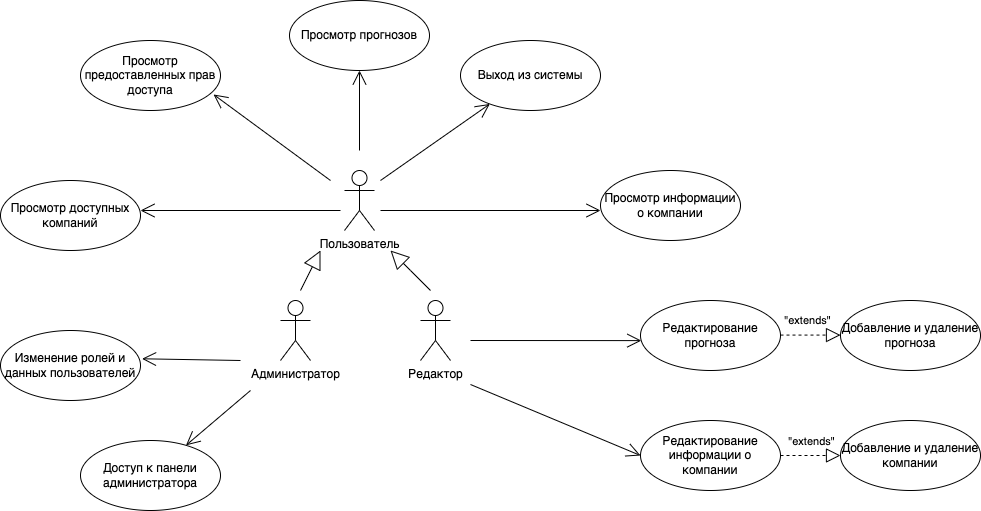 Просмотр прогнозов
Просмотр
предоставленных прав
доступа
Выход из системы
Просмотр доступных
компаний
Просмотр информации
о компании
Пользователь
Изменение ролей и
данных пользователей
Администратор
Редактор
Редактирование
прогноза
"extends"
Добавление и удаление
прогноза
Доступ к панели
администратора
Редактирование
информации о
компании
"extends"
Добавление и удаление
компании